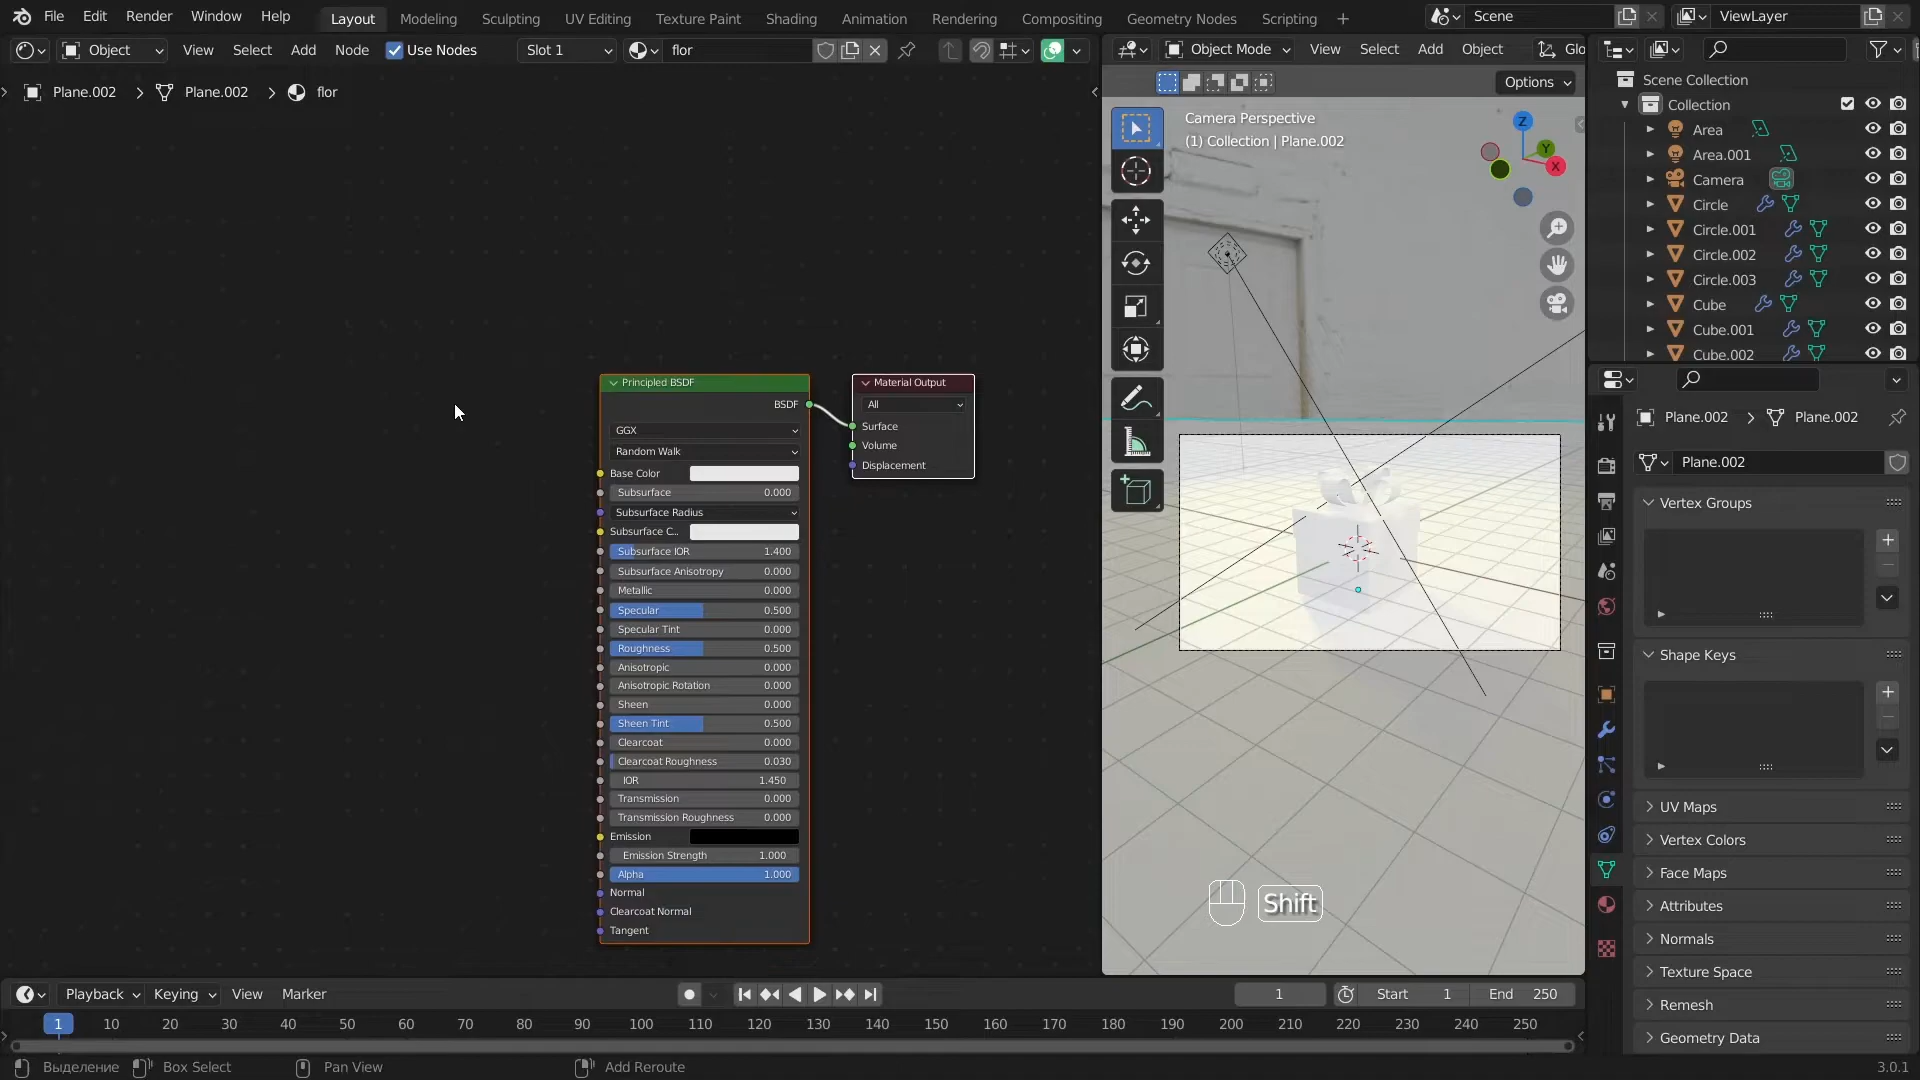 File Edit Render Window Help Layout Modeling Sculpting UV Editing Texture Paint Shading Animation Rendering Compositing Geometry Nodes Scripting + Scene ViewLayer
Object View Select Add Node Use Nodes Slot 1 flor
Object Mode View Select Add Object Glo
Options
Plane.002 > Plane.002 > flor
Camera Perspective
(1) Collection | Plane.002
Z
Y
X
Principled BSDF
BSDF
GGX
Random Walk
Base Color
Subsurface 0.000
Subsurface Radius
Subsurface C...
Subsurface IOR 1.400
Subsurface Anisotropy 0.000
Metallic 0.000
Specular 0.500
Specular Tint 0.000
Roughness 0.500
Anisotropic 0.000
Anisotropic Rotation 0.000
Sheen 0.000
Sheen Tint 0.500
Clearcoat 0.000
Clearcoat Roughness 0.030
IOR 1.450
Transmission 0.000
Transmission Roughness 0.000
Emission
Emission Strength 1.000
Alpha 1.000
Normal
Clearcoat Normal
Tangent
Material Output
All
Surface
Volume
Displacement
Shift
Scene Collection
Collection
Area
Area.001
Camera
Circle
Circle.001
Circle.002
Circle.003
Cube
Cube.001
Cube.002
Plane.002 > Plane.002
Plane.002
Vertex Groups
Shape Keys
UV Maps
Vertex Colors
Face Maps
Attributes
Normals
Texture Space
Remesh
Geometry Data
Playback Keying View Marker 1 Start 1 End 250
1 10 20 30 40 50 60 70 80 90 100 110 120 130 140 150 160 170 180 190 200 210 220 230 240 250
Выделение Box Select Pan View Add Reroute 3.0.1